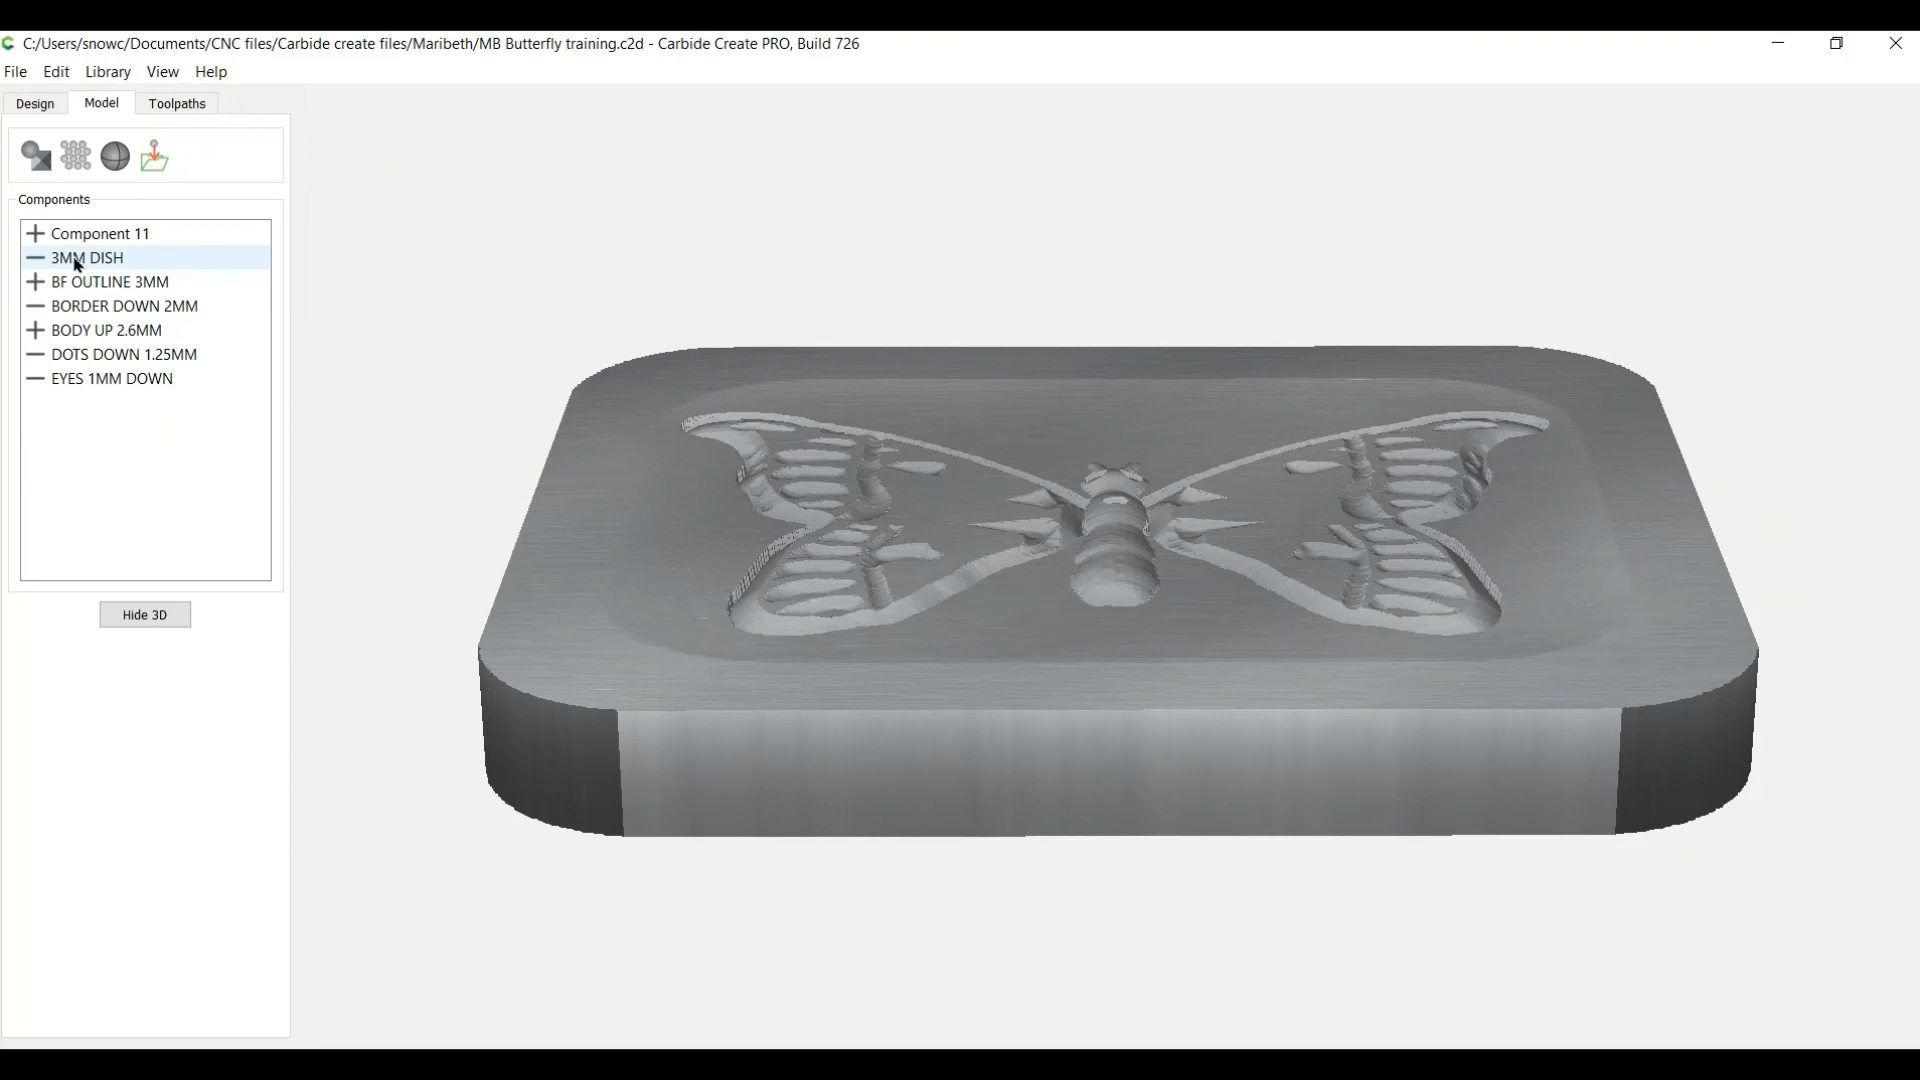 C:/Users/snowc/Documents/CNC files/Carbide create files/Maribeth/MB Butterfly training.c2d - Carbide Create PRO, Build 726
File Edit Library View Help
Design Model Toolpaths
Components
Component 11
3MM DISH
BF OUTLINE 3MM
BORDER DOWN 2MM
BODY UP 2.6MM
DOTS DOWN 1.25MM
EYES 1MM DOWN
Hide 3D